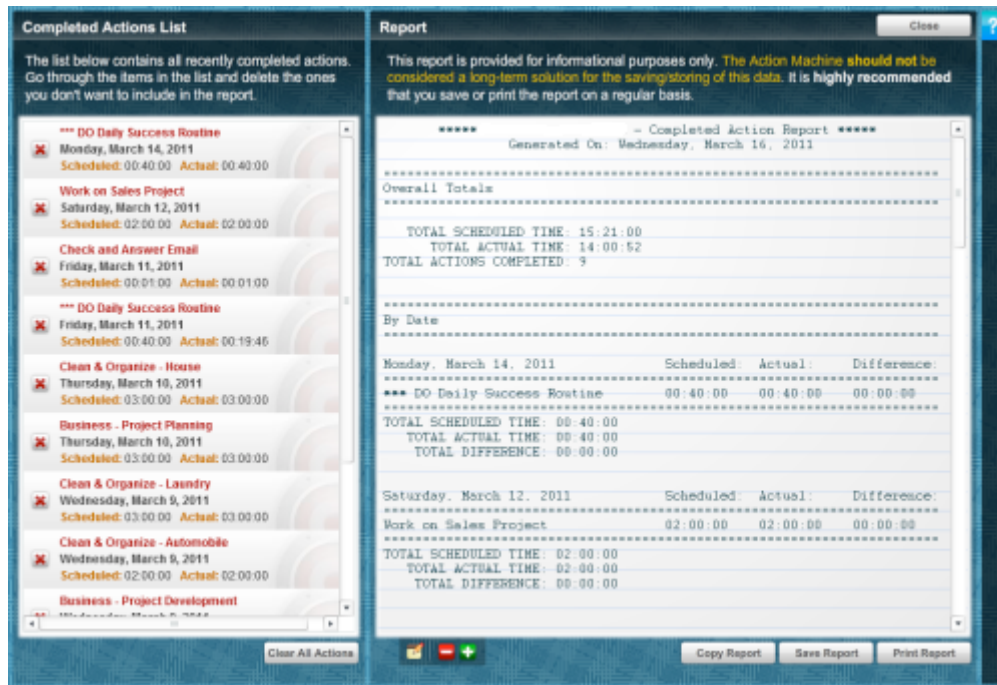 Completed Actions List
The list below contains all recently completed actions.
Go through the items in the list and delete the ones
you don't want to include in the report.
*** DO Daily Success Routine
Monday, March 14, 2011
Scheduled: 00:40:00 Actual: 00:40:00
Work on Sales Project
Saturday, March 12, 2011
Scheduled: 02:00:00 Actual: 02:00:00
Check and Answer Email
Friday, March 11, 2011
Scheduled: 00:01:00 Actual: 00:01:00
*** DO Daily Success Routine
Friday, March 11, 2011
Scheduled: 00:40:00 Actual: 00:19:46
Clean & Organize - House
Thursday, March 10, 2011
Scheduled: 03:00:00 Actual: 03:00:00
Business - Project Planning
Thursday, March 10, 2011
Scheduled: 03:00:00 Actual: 03:00:00
Clean & Organize - Laundry
Wednesday, March 9, 2011
Scheduled: 03:00:00 Actual: 03:00:00
Clean & Organize - Automobile
Wednesday, March 9, 2011
Scheduled: 02:00:00 Actual: 02:00:00
Business - Project Development
Clear All Actions
Report
Close
?
This report is provided for informational purposes only. The Action Machine should not be
considered a long-term solution for the saving/storing of this data. It is highly recommended
that you save or print the report on a regular basis.
***** - Completed Action Report *****
Generated On: Wednesday, March 16, 2011
Overall Totals
TOTAL SCHEDULED TIME: 15:21:00
TOTAL ACTUAL TIME: 14:00:52
TOTAL ACTIONS COMPLETED: 9
By Date
Monday, March 14, 2011 Scheduled: Actual: Difference:
*** DO Daily Success Routine 00:40:00 00:40:00 00:00:00
TOTAL SCHEDULED TIME: 00:40:00
TOTAL ACTUAL TIME: 00:40:00
TOTAL DIFFERENCE: 00:00:00
Saturday, March 12, 2011 Scheduled: Actual: Difference:
Work on Sales Project 02:00:00 02:00:00 00:00:00
TOTAL SCHEDULED TIME: 02:00:00
TOTAL ACTUAL TIME: 02:00:00
TOTAL DIFFERENCE: 00:00:00
Copy Report
Save Report
Print Report